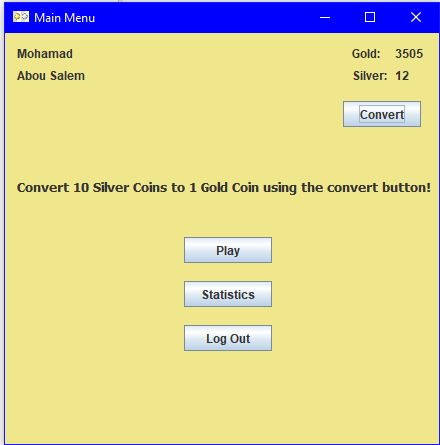 Main Menu
Mohamad Gold: 3505
Abou Salem Silver: 12
Convert
Convert 10 Silver Coins to 1 Gold Coin using the convert button!
Play
Statistics
Log Out